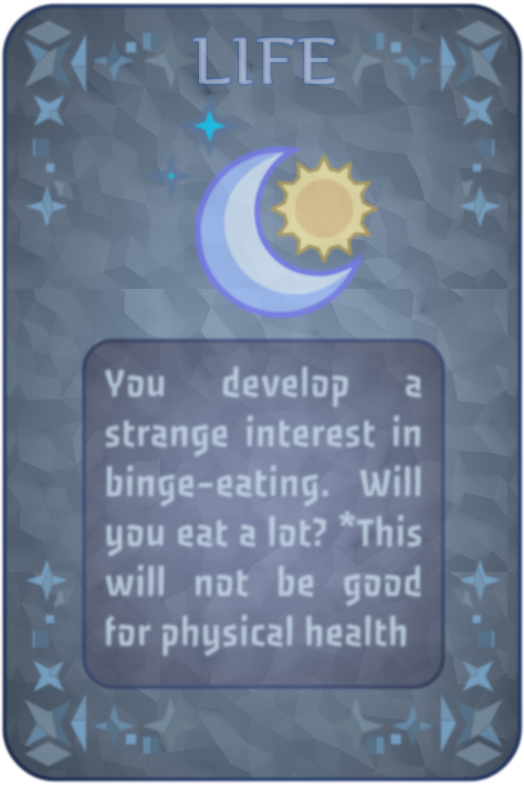 LIFE
You develop a
strange interest in
binge-eating. Will
you eat a lot? *This
will not be good
for physical health